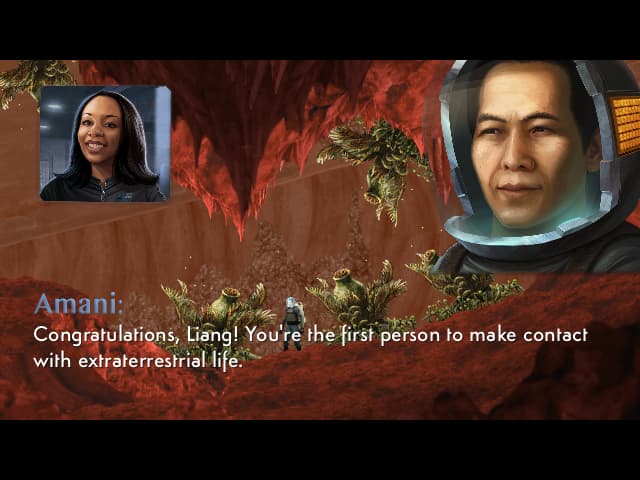 Amani:
Congratulations, Liang! You're the first person to make contact
with extraterrestrial life.